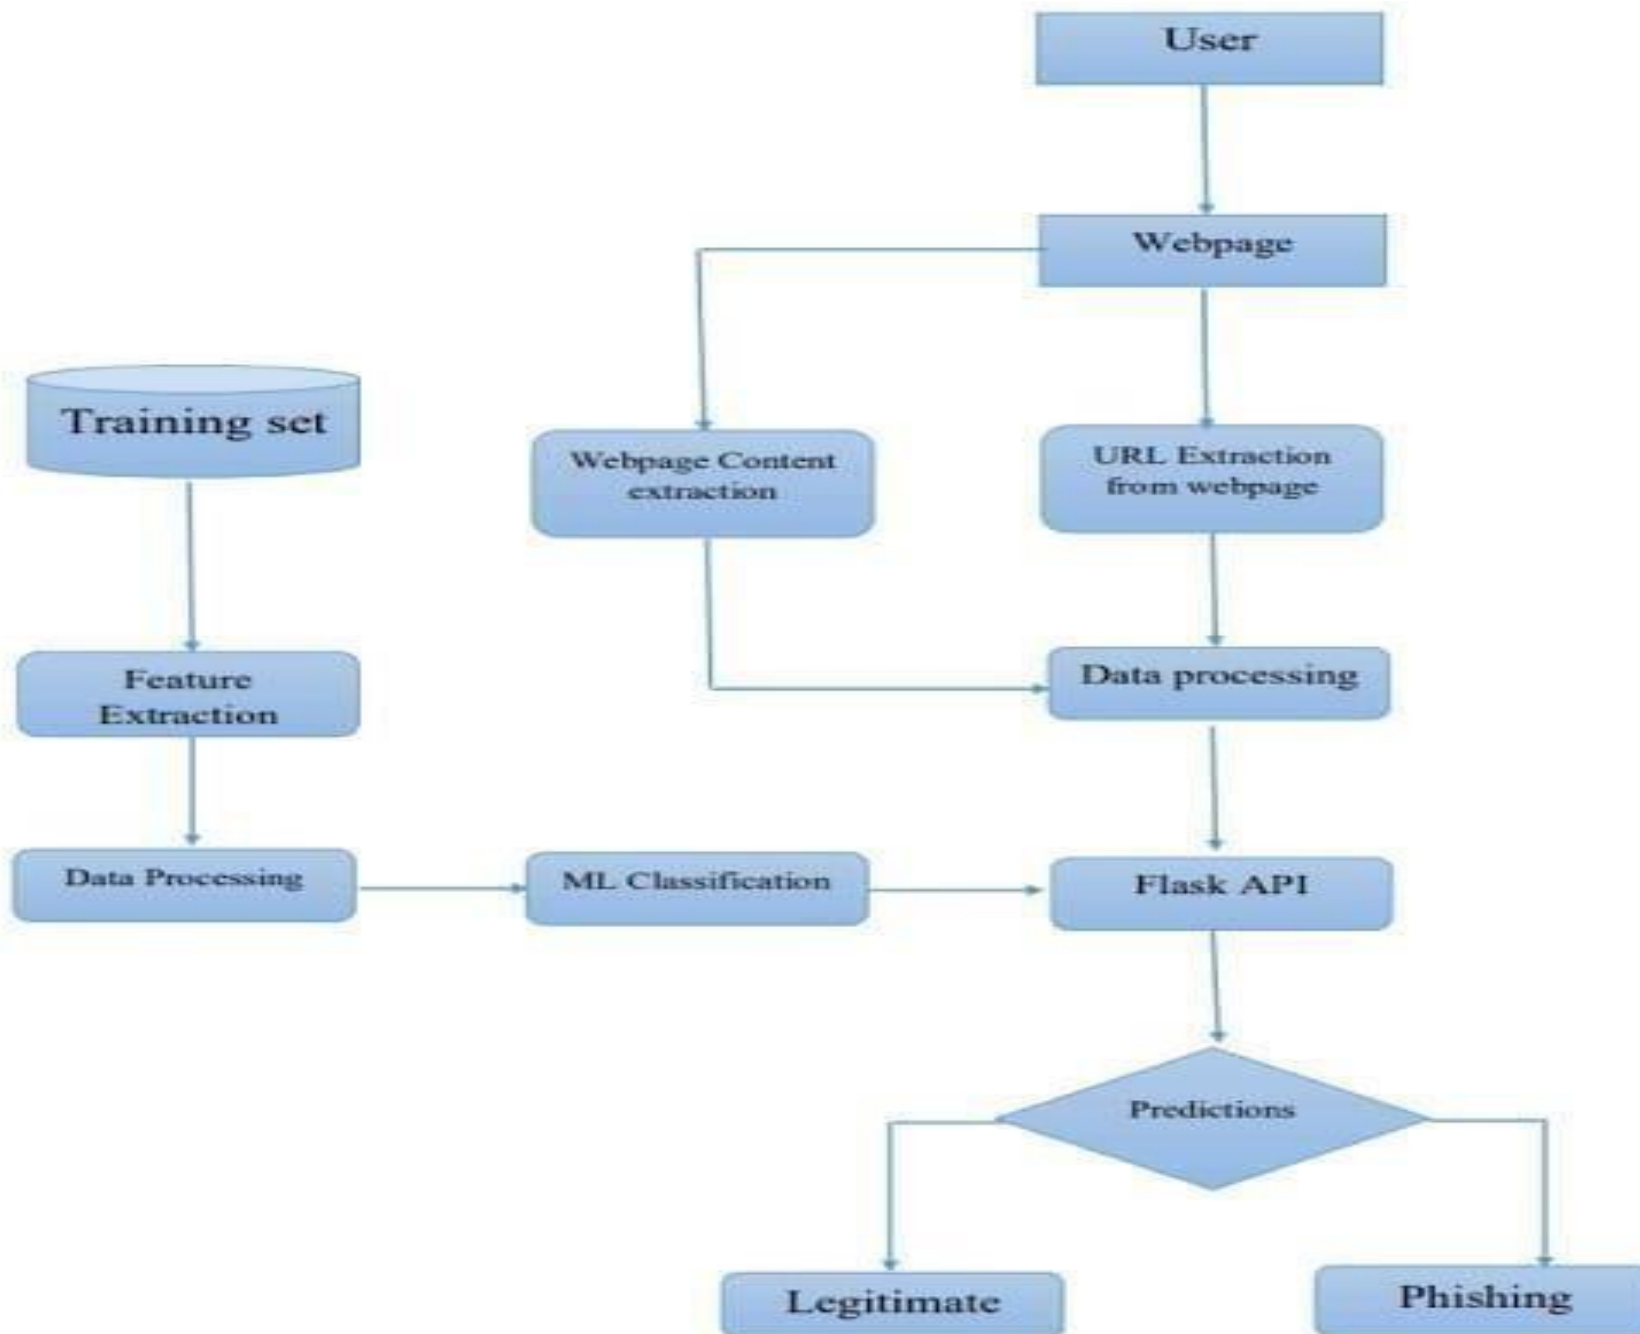 User
Webpage
Training set
Webpage Content
extraction
URL Extraction
from webpage
Feature
Extraction
Data processing
Data Processing
ML Classification
Flask API
Predictions
Legitimate
Phishing